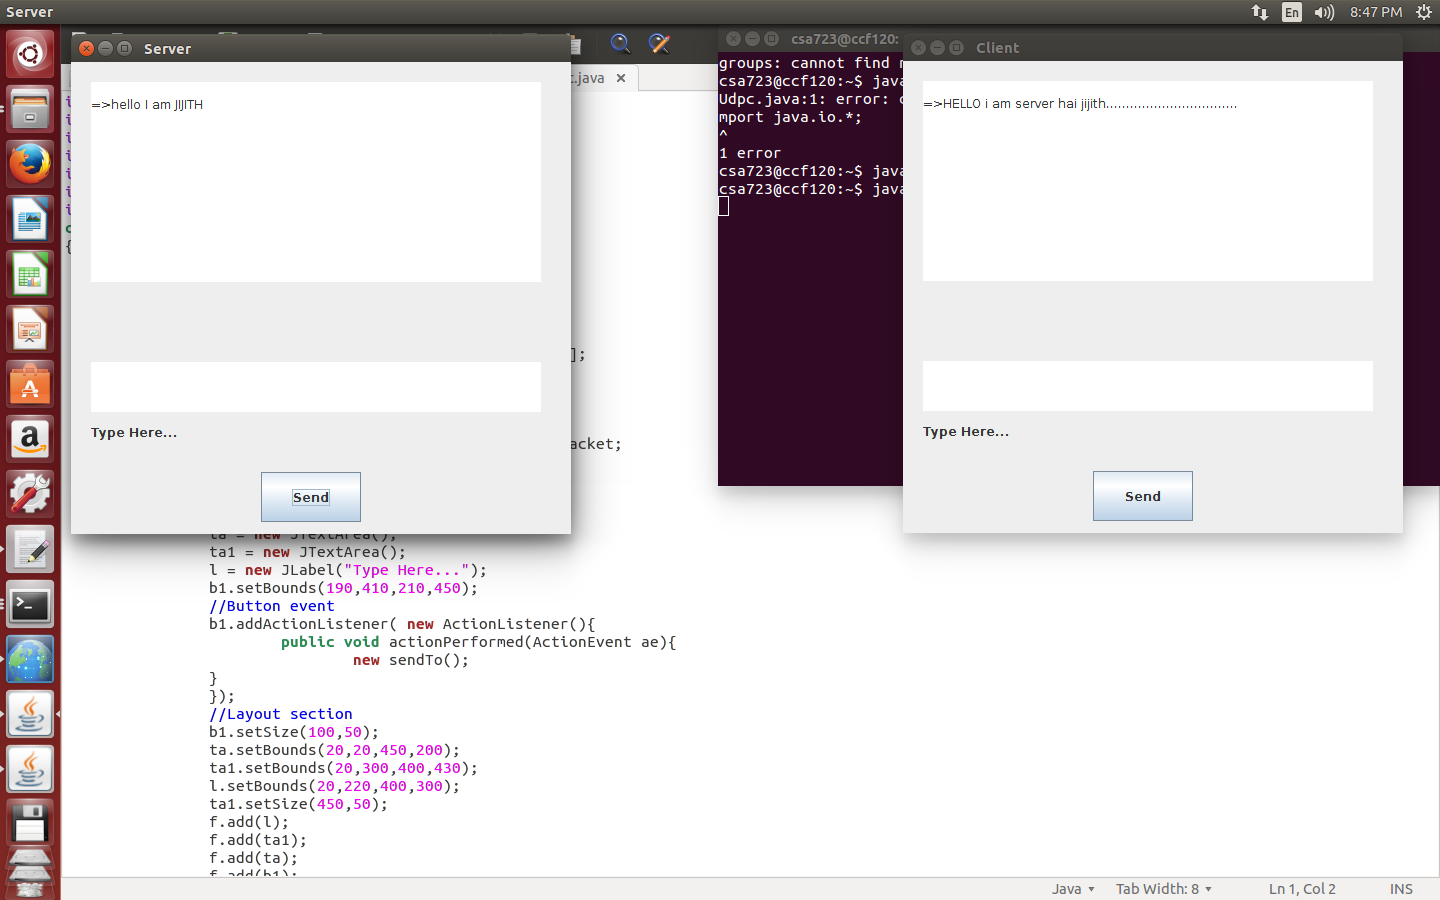 Server
En
8:47 PM
Server
=>hello I am JIJITH
Type Here...
Send
.java
csa723@ccf120:
groups: cannot find
csa723@ccf120:~$ java
Udpc.java:1: error:
mport java.io.*;
^
1 error
csa723@ccf120:~$ java
csa723@ccf120:~$ java
Client
=>HELLO i am server hai jijith.................................
Type Here...
Send
{
];
acket;
ta = new JTextArea();
ta1 = new JTextArea();
l = new JLabel("Type Here...");
b1.setBounds(190,410,210,450);
//Button event
b1.addActionListener( new ActionListener(){
public void actionPerformed(ActionEvent ae){
new sendTo();
}
});
//Layout section
b1.setSize(100,50);
ta.setBounds(20,20,450,200);
ta1.setBounds(20,300,400,430);
l.setBounds(20,220,400,300);
ta1.setSize(450,50);
f.add(l);
f.add(ta1);
f.add(ta);
f.add(b1);
Java
Tab Width: 8
Ln 1, Col 2
INS